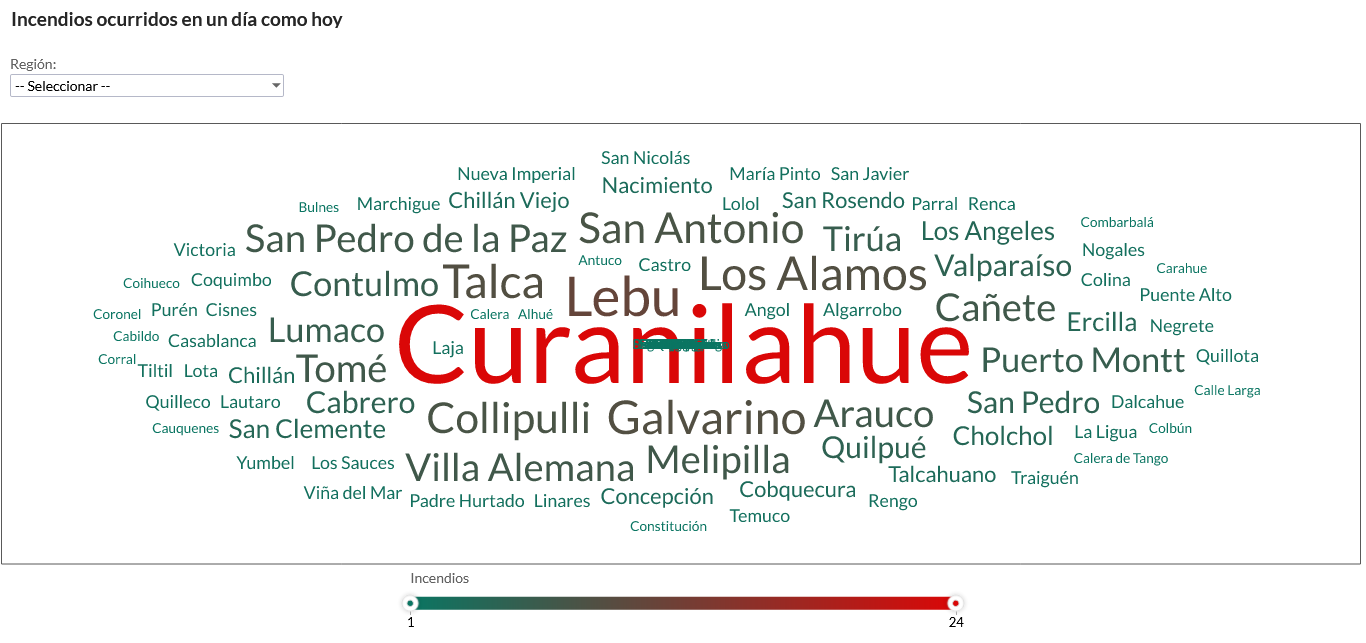 Incendios ocurridos en un día como hoy
Región:
-- Seleccionar --
San Nicolás
Nueva Imperial
María Pinto
San Javier
Nacimiento
Bulnes
Marchigue
Chillán Viejo
Lolol
San Rosendo
Parral
Renca
San Pedro de la Paz
San Antonio
Tirúa
Los Angeles
Combarbalá
Victoria
Nogales
Antuco
Castro
Valparaíso
Carahue
Coihueco
Coquimbo
Contulmo
Talca
Lebu
Los Alamos
Colina
Puente Alto
Coronel
Purén
Cisnes
Calera
Alhué
Angol
Algarrobo
Cañete
Ercilla
Negrete
Cabildo
Casablanca
Lumaco
Curanilahue
Laja
Corral
Tiltil
Lota
Chillán
Tomé
Puerto Montt
Quillota
Quilleco
Lautaro
Cabrero
San Pedro
Dalcahue
Calle Larga
Cauquenes
San Clemente
Collipulli
Galvarino
Arauco
Cholchol
La Ligua
Colbún
Quilpué
Yumbel
Los Sauces
Villa Alemana
Melipilla
Calera de Tango
Talcahuano
Traiguén
Viña del Mar
Padre Hurtado
Linares
Concepción
Cobquecura
Rengo
Constitución
Temuco
Incendios
1
24